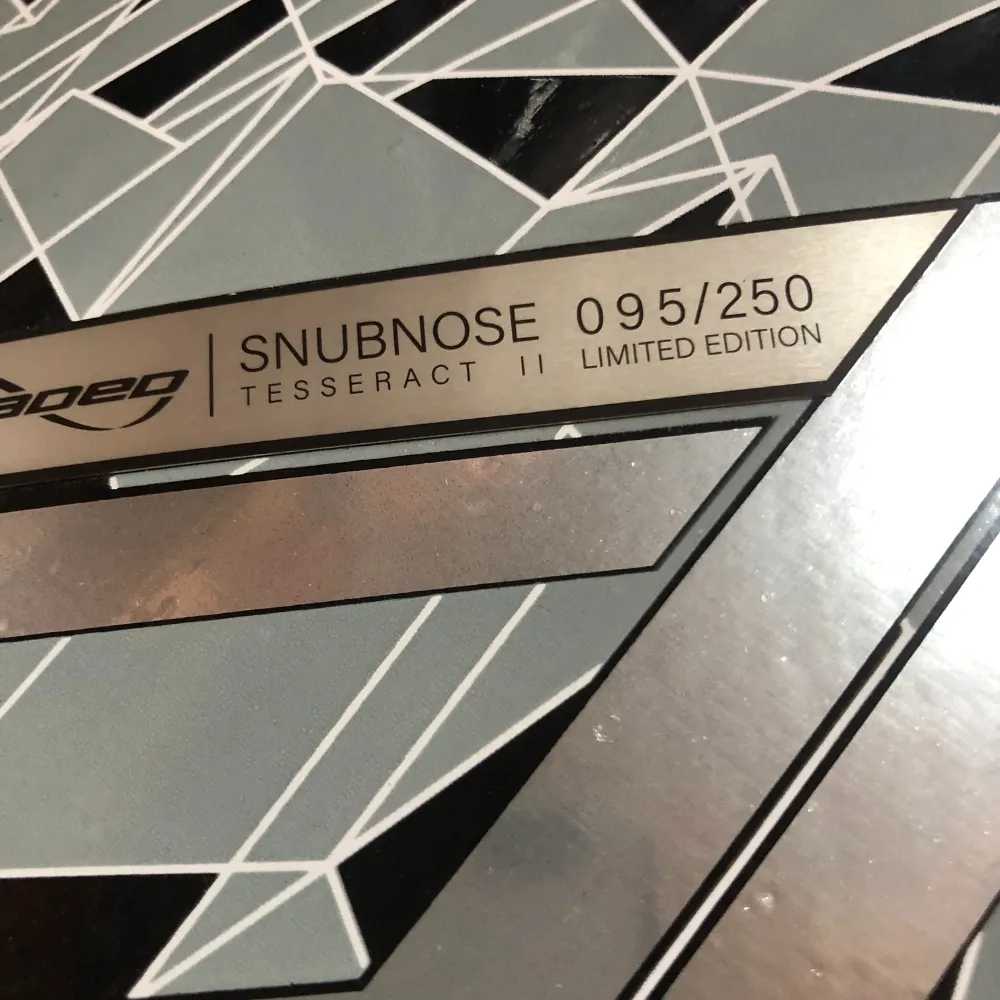 SNUBNOSE 095/250
TESSERACT II LIMITED EDITION